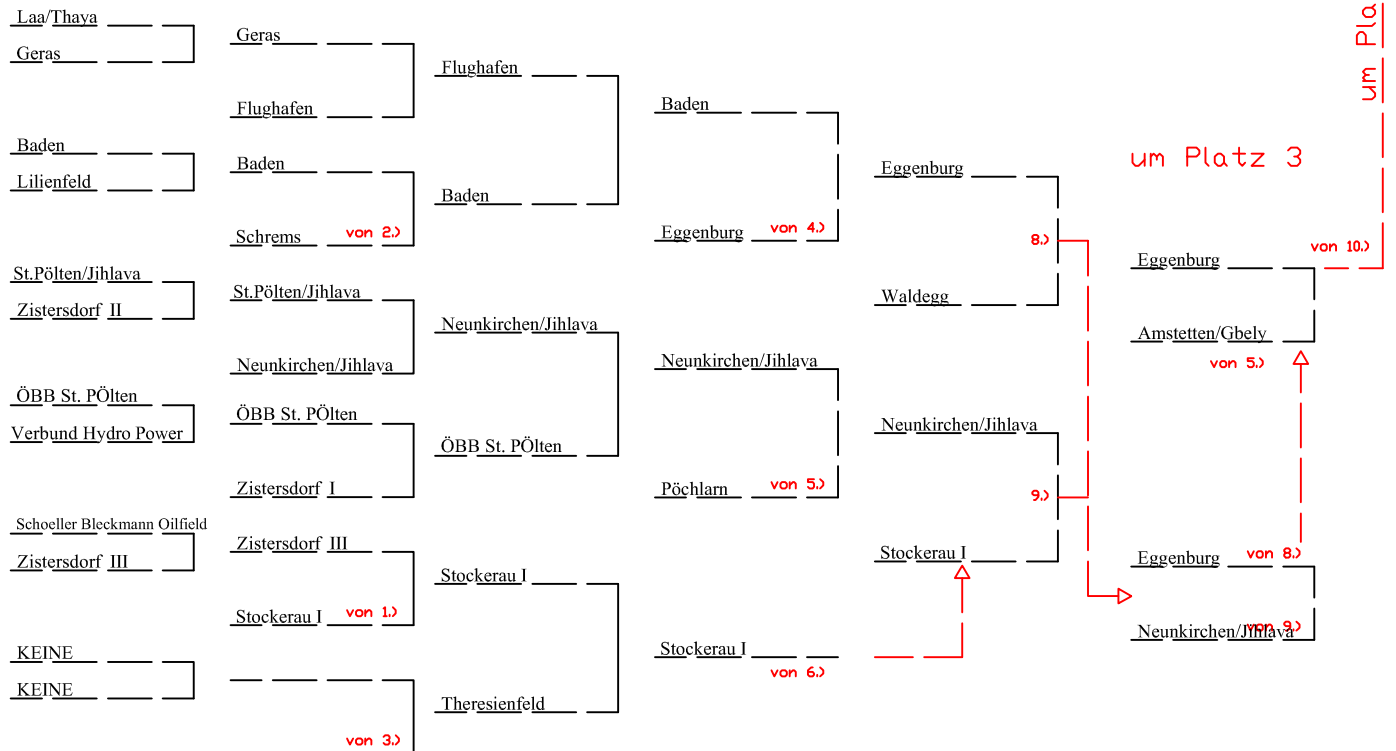 Laa/Thaya
Geras
Baden
Lilienfeld
St.Pölten/Jihlava
Zistersdorf II
ÖBB St. PÖlten
Verbund Hydro Power
Schoeller Bleckmann Oilfield
Zistersdorf III
KEINE
KEINE
Geras
Flughafen
Baden
Schrems
von 2.)
St.Pölten/Jihlava
Neunkirchen/Jihlava
ÖBB St. PÖlten
Zistersdorf I
Zistersdorf III
Stockerau I
von 1.)
von 3.)
Flughafen
Baden
Neunkirchen/Jihlava
ÖBB St. PÖlten
Stockerau I
Theresienfeld
Baden
Eggenburg
von 4.)
Neunkirchen/Jihlava
Pöchlarn
von 5.)
Stockerau I
von 6.)
Eggenburg
8.)
Waldegg
Neunkirchen/Jihlava
9.)
Stockerau I
um Platz 3
Eggenburg
von 10.)
Amstetten/Gbely
von 5.)
Eggenburg
von 8.)
Neunkirchen/Jihlava
von 9.)
um Pla